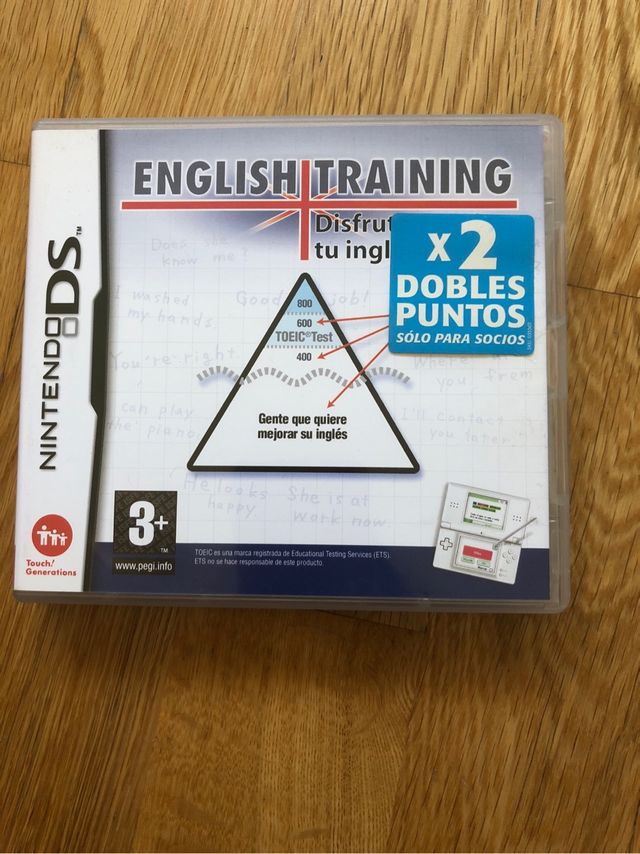 ENGLISH TRAINING
Disfrut
tu ingl
x2
DOBLES
PUNTOS
SÓLO PARA SOCIOS
NINTENDO DS™
Does she
know me?
I washed
my hands
Good job!
You're right
can play
the piano
800
600
TOEIC® Test
400
Gente que quiere
mejorar su inglés
Where
you from
I'll contact
you later
He looks
happy
She is at
work now
3+
™
www.pegi.info
Touch!
Generations
TOEIC es una marca registrada de Educational Testing Services (ETS).
ETS no se hace responsable de este producto.